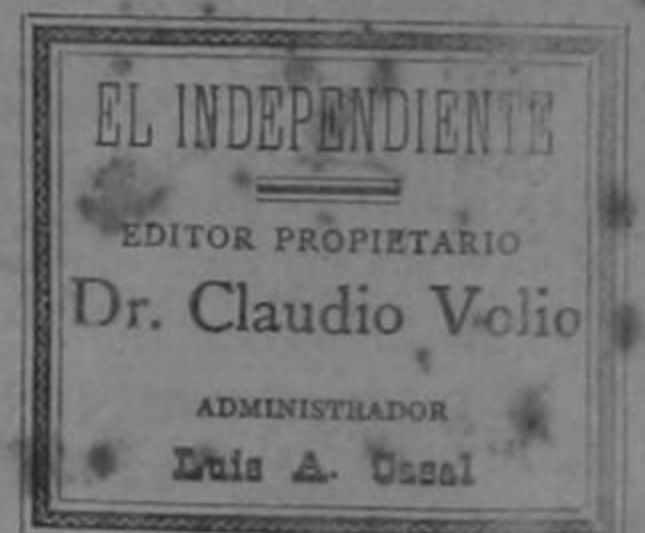 EL INDEPENDIENTE
EDITOR PROPIETARIO
Dr. Claudio Volio
ADMINISTRADOR
Luis A. Casal